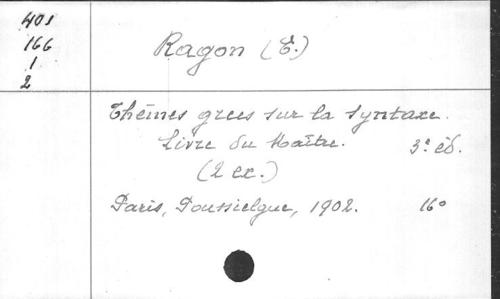 401
166
1
2
Ragon (E.)
Thèmes grecs sur la syntaxe.
Livre du Maître. 3e éd.
(2 ex.)
Paris, Poussielgue, 1902. 16°